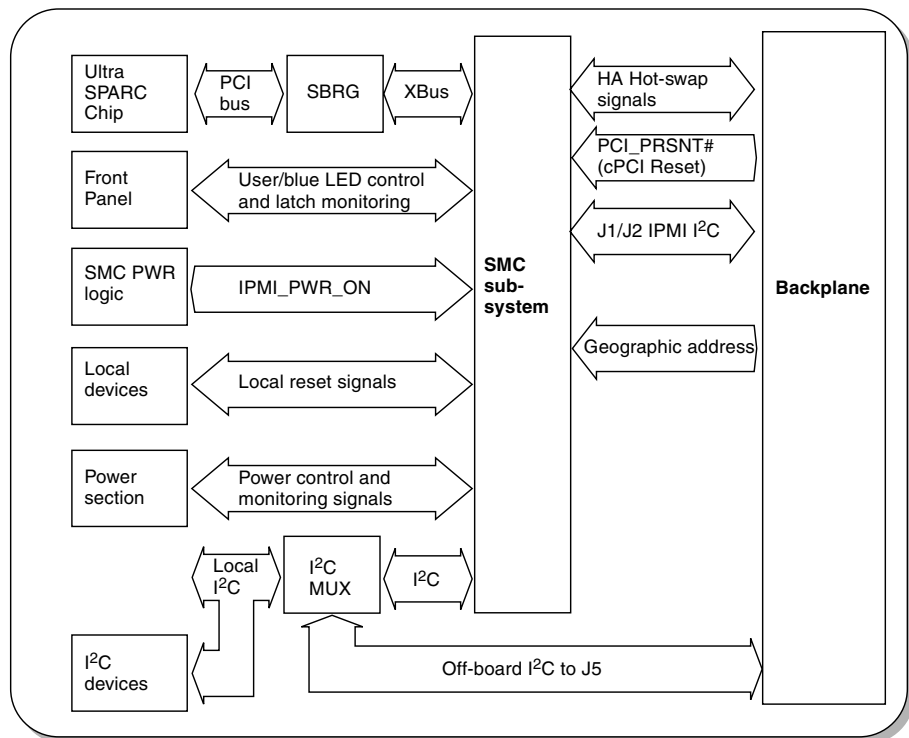 Ultra
SPARC
Chip
PCI
bus
SBRG
XBus
HA Hot-swap
signals
PCI_PRSNT#
(cPCI Reset)
Front
Panel
User/blue LED control
and latch monitoring
J1/J2 IPMI I²C
SMC PWR
logic
IPMI_PWR_ON
SMC
sub-
system
Backplane
Geographic address
Local
devices
Local reset signals
Power
section
Power control and
monitoring signals
Local
I²C
I²C
MUX
I²C
I²C
devices
Off-board I²C to J5